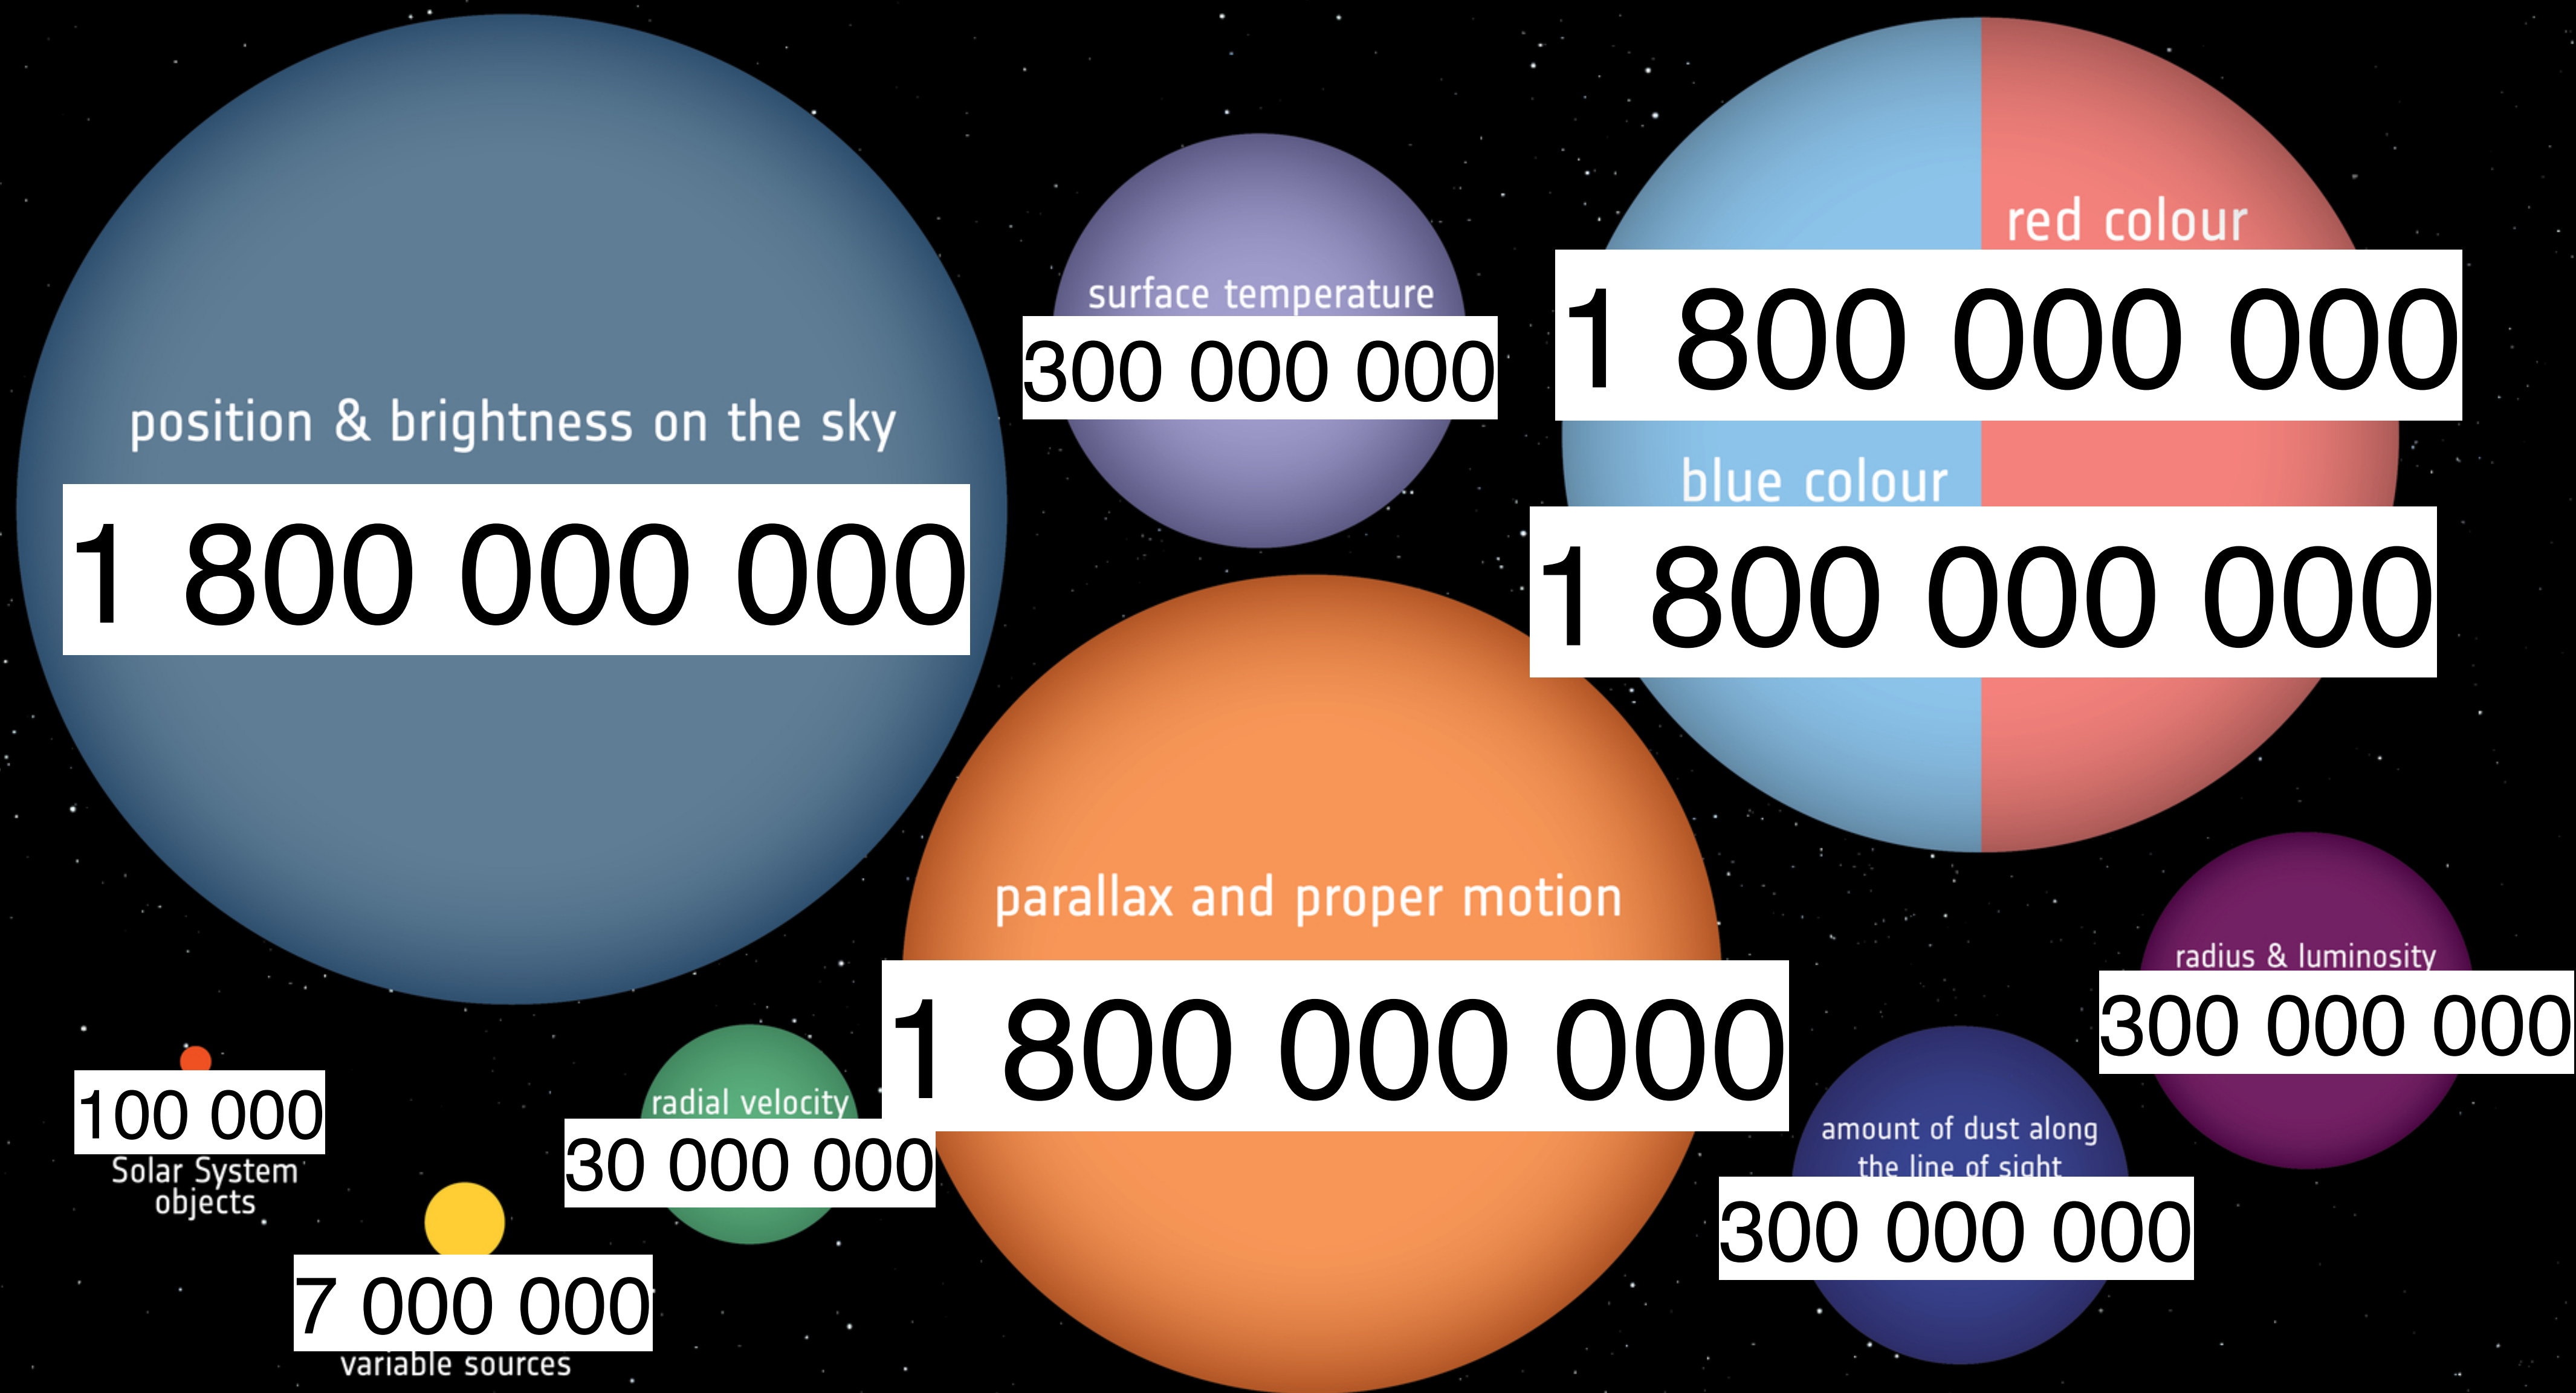 position & brightness on the sky
1 800 000 000
surface temperature
300 000 000
red colour
1 800 000 000
blue colour
1 800 000 000
parallax and proper motion
1 800 000 000
radius & luminosity
300 000 000
amount of dust along
the line of sight
300 000 000
radial velocity
30 000 000
100 000
Solar System
objects
7 000 000
variable sources